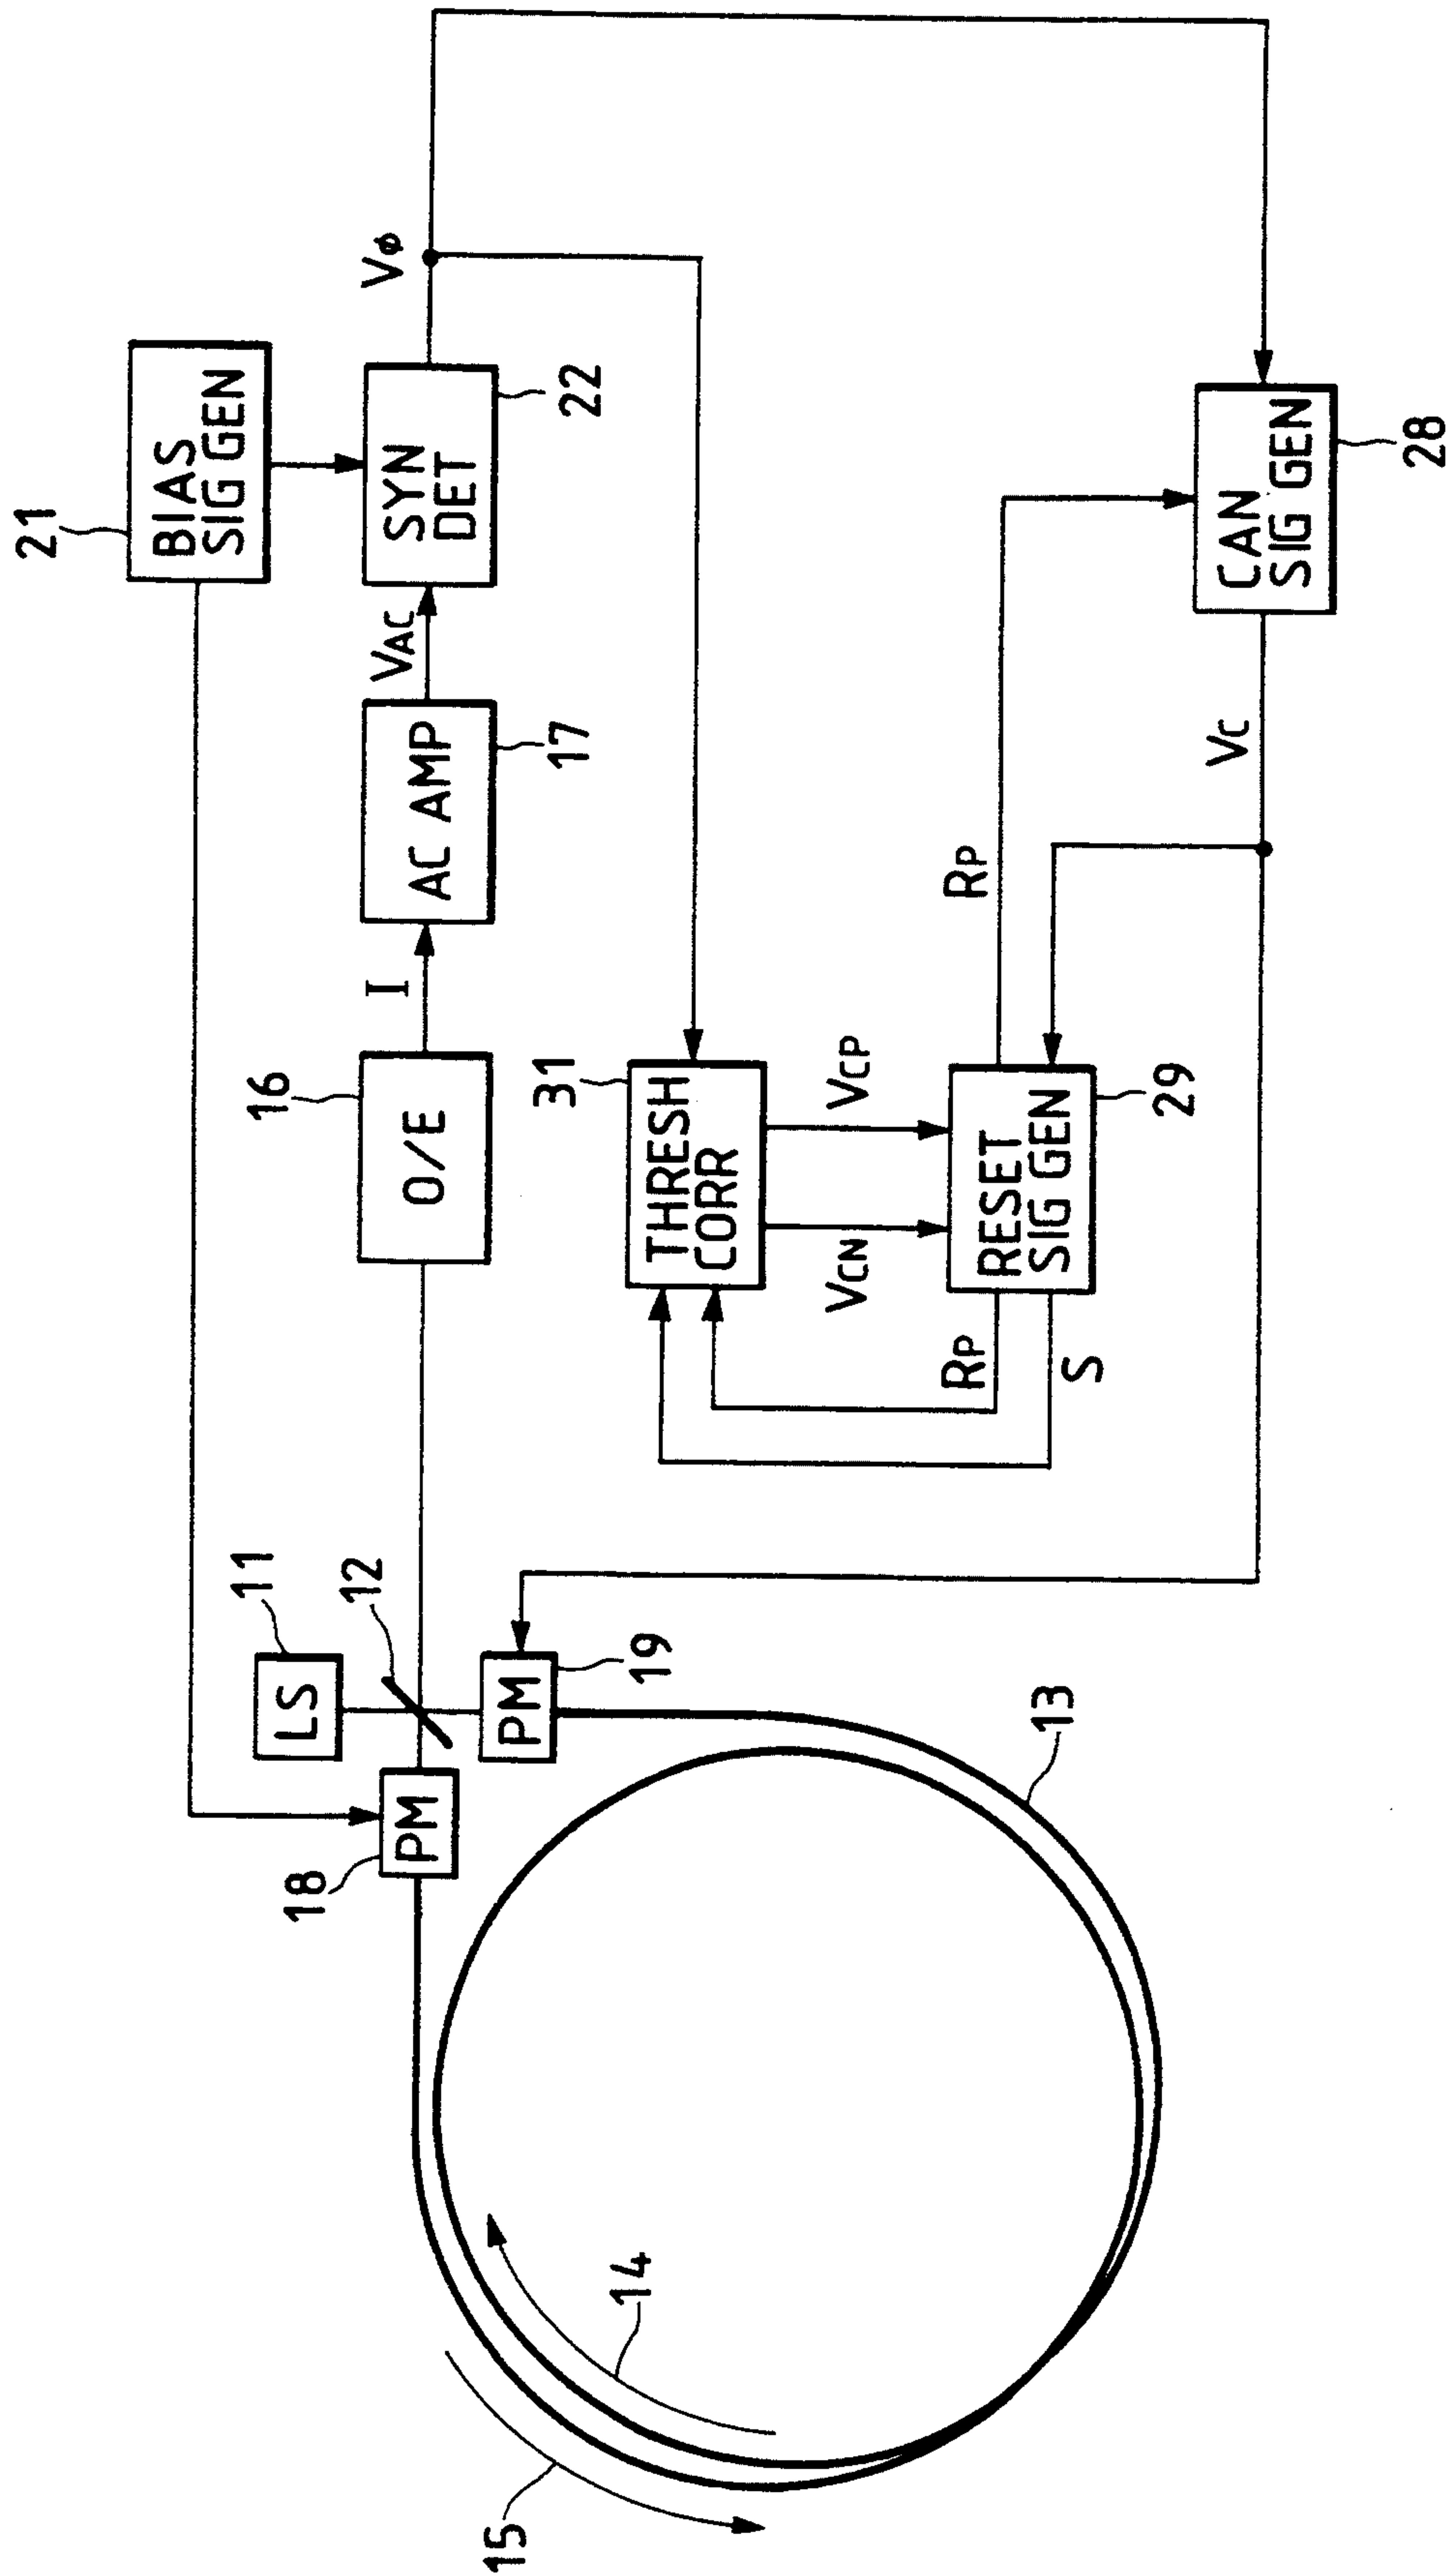 15
14
13
18
PM
LS
11
12
PM
19
O/E
16
I
AC AMP
17
VAC
SYN
DET
22
BIAS
SIG GEN
21
Vφ
THRESH
CORR
31
VCN
VCP
RESET
SIG GEN
29
RP
S
RP
VC
CAN
SIG GEN
28